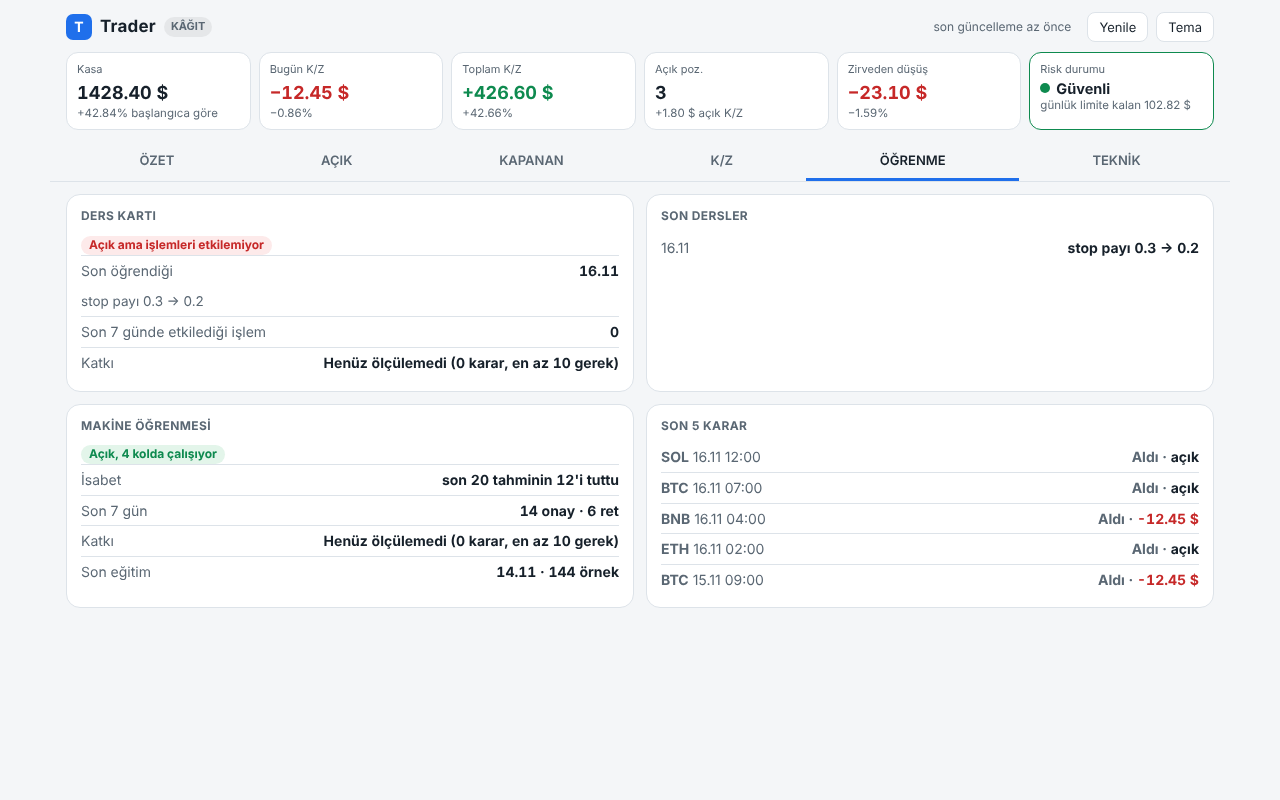 T Trader KÂĞIT
son güncelleme az önce Yenile Tema
Kasa
1428.40 $
+42.84% başlangıca göre
Bugün K/Z
−12.45 $
−0.86%
Toplam K/Z
+426.60 $
+42.66%
Açık poz.
3
+1.80 $ açık K/Z
Zirveden düşüş
−23.10 $
−1.59%
Risk durumu
Güvenli
günlük limite kalan 102.82 $
ÖZET AÇIK KAPANAN K/Z ÖĞRENME TEKNİK
DERS KARTI
Açık ama işlemleri etkilemiyor
Son öğrendiği 16.11
stop payı 0.3 → 0.2
Son 7 günde etkilediği işlem 0
Katkı Henüz ölçülemedi (0 karar, en az 10 gerek)
SON DERSLER
16.11 stop payı 0.3 → 0.2
MAKİNE ÖĞRENMESİ
Açık, 4 kolda çalışıyor
İsabet son 20 tahminin 12'i tuttu
Son 7 gün 14 onay · 6 ret
Katkı Henüz ölçülemedi (0 karar, en az 10 gerek)
Son eğitim 14.11 · 144 örnek
SON 5 KARAR
SOL 16.11 12:00 Aldı · açık
BTC 16.11 07:00 Aldı · açık
BNB 16.11 04:00 Aldı · -12.45 $
ETH 16.11 02:00 Aldı · açık
BTC 15.11 09:00 Aldı · -12.45 $